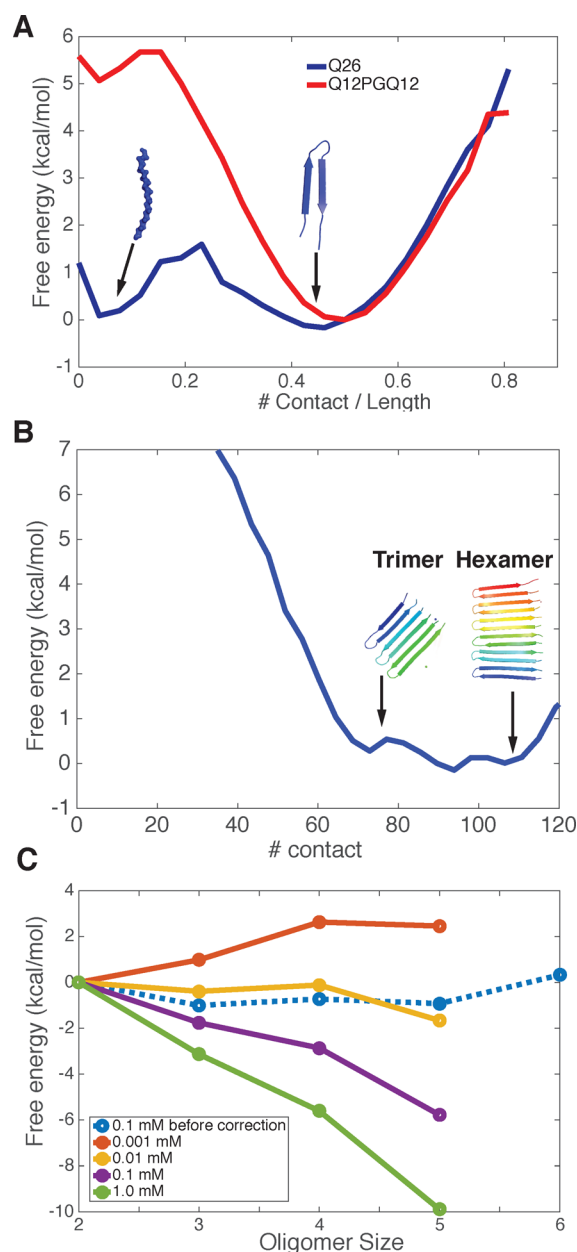 A
6
5
4
3
2
1
0
-1
Free energy (kcal/mol)
Q26
Q12PGQ12
0
0.2
0.4
0.6
0.8
# Contact / Length
B
7
6
5
4
3
2
1
0
-1
Free energy (kcal/mol)
Trimer
Hexamer
0
20
40
60
80
100
120
# contact
C
4
2
0
-2
-4
-6
-8
-10
Free energy (kcal/mol)
0.1 mM before correction
0.001 mM
0.01 mM
0.1 mM
1.0 mM
2
3
4
5
6
Oligomer Size